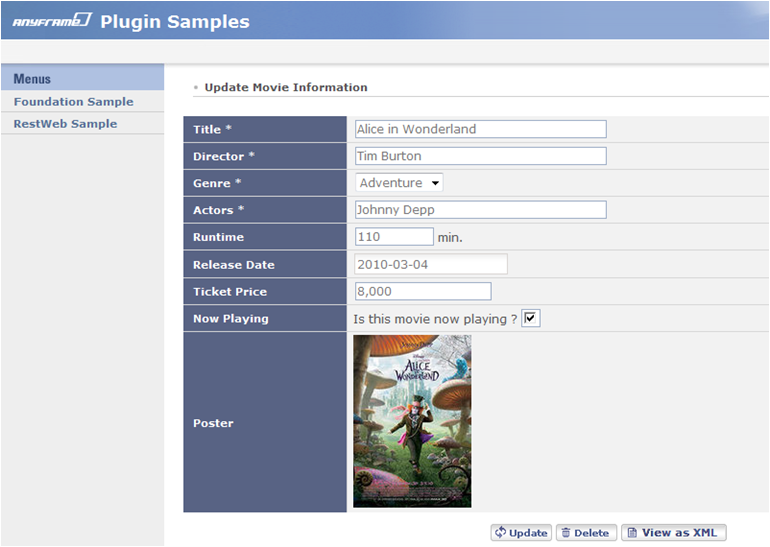 ANYFRAME Plugin Samples
Menus
Foundation Sample
RestWeb Sample
Update Movie Information
Title * Alice in Wonderland
Director * Tim Burton
Genre * Adventure
Actors * Johnny Depp
Runtime 110 min.
Release Date 2010-03-04
Ticket Price 8,000
Now Playing Is this movie now playing ?
Poster
ALICE
IN
WONDERLAND
Update Delete View as XML